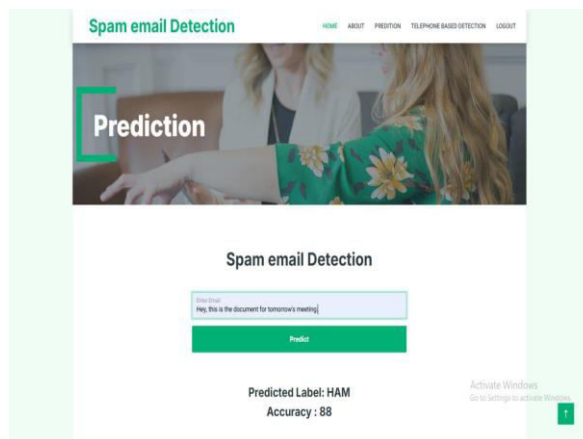 Spam email Detection
HOME ABOUT PREDITION TELEPHONE BASED DETECTION LOGOUT
Prediction
Spam email Detection
Enter Email
Hey, this is the document for tomorrow's meeting
Predict
Predicted Label: HAM
Accuracy : 88
Activate Windows
Go to Settings to activate Windows.